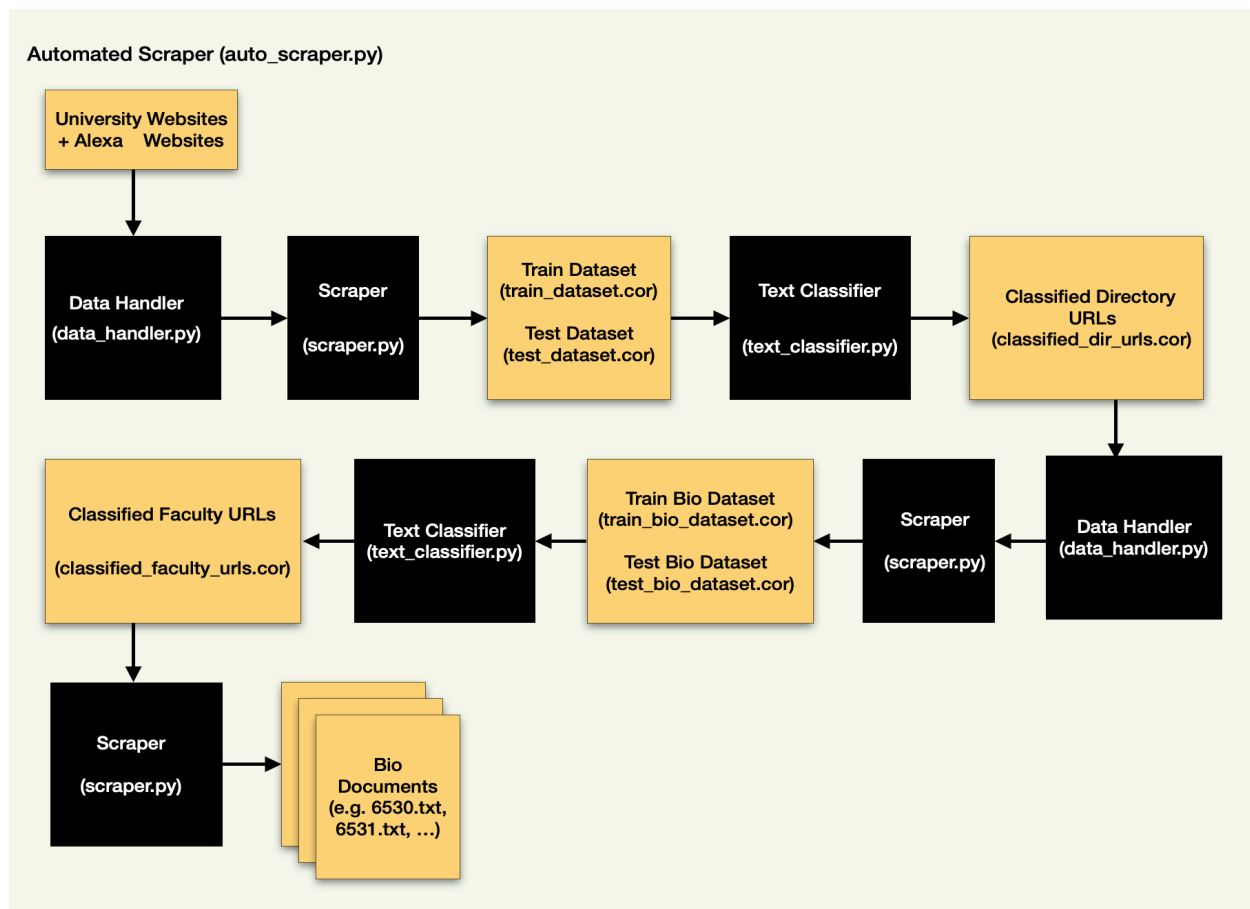 Automated Scraper (auto_scraper.py)
University Websites
+ Alexa Websites
Data Handler
(data_handler.py)
Scraper
(scraper.py)
Train Dataset
(train_dataset.cor)
Test Dataset
(test_dataset.cor)
Text Classifier
(text_classifier.py)
Classified Directory
URLs
(classified_dir_urls.cor)
Data Handler
(data_handler.py)
Scraper
(scraper.py)
Train Bio Dataset
(train_bio_dataset.cor)
Test Bio Dataset
(test_bio_dataset.cor)
Text Classifier
(text_classifier.py)
Classified Faculty URLs
(classified_faculty_urls.cor)
Scraper
(scraper.py)
Bio
Documents
(e.g. 6530.txt,
6531.txt, …)